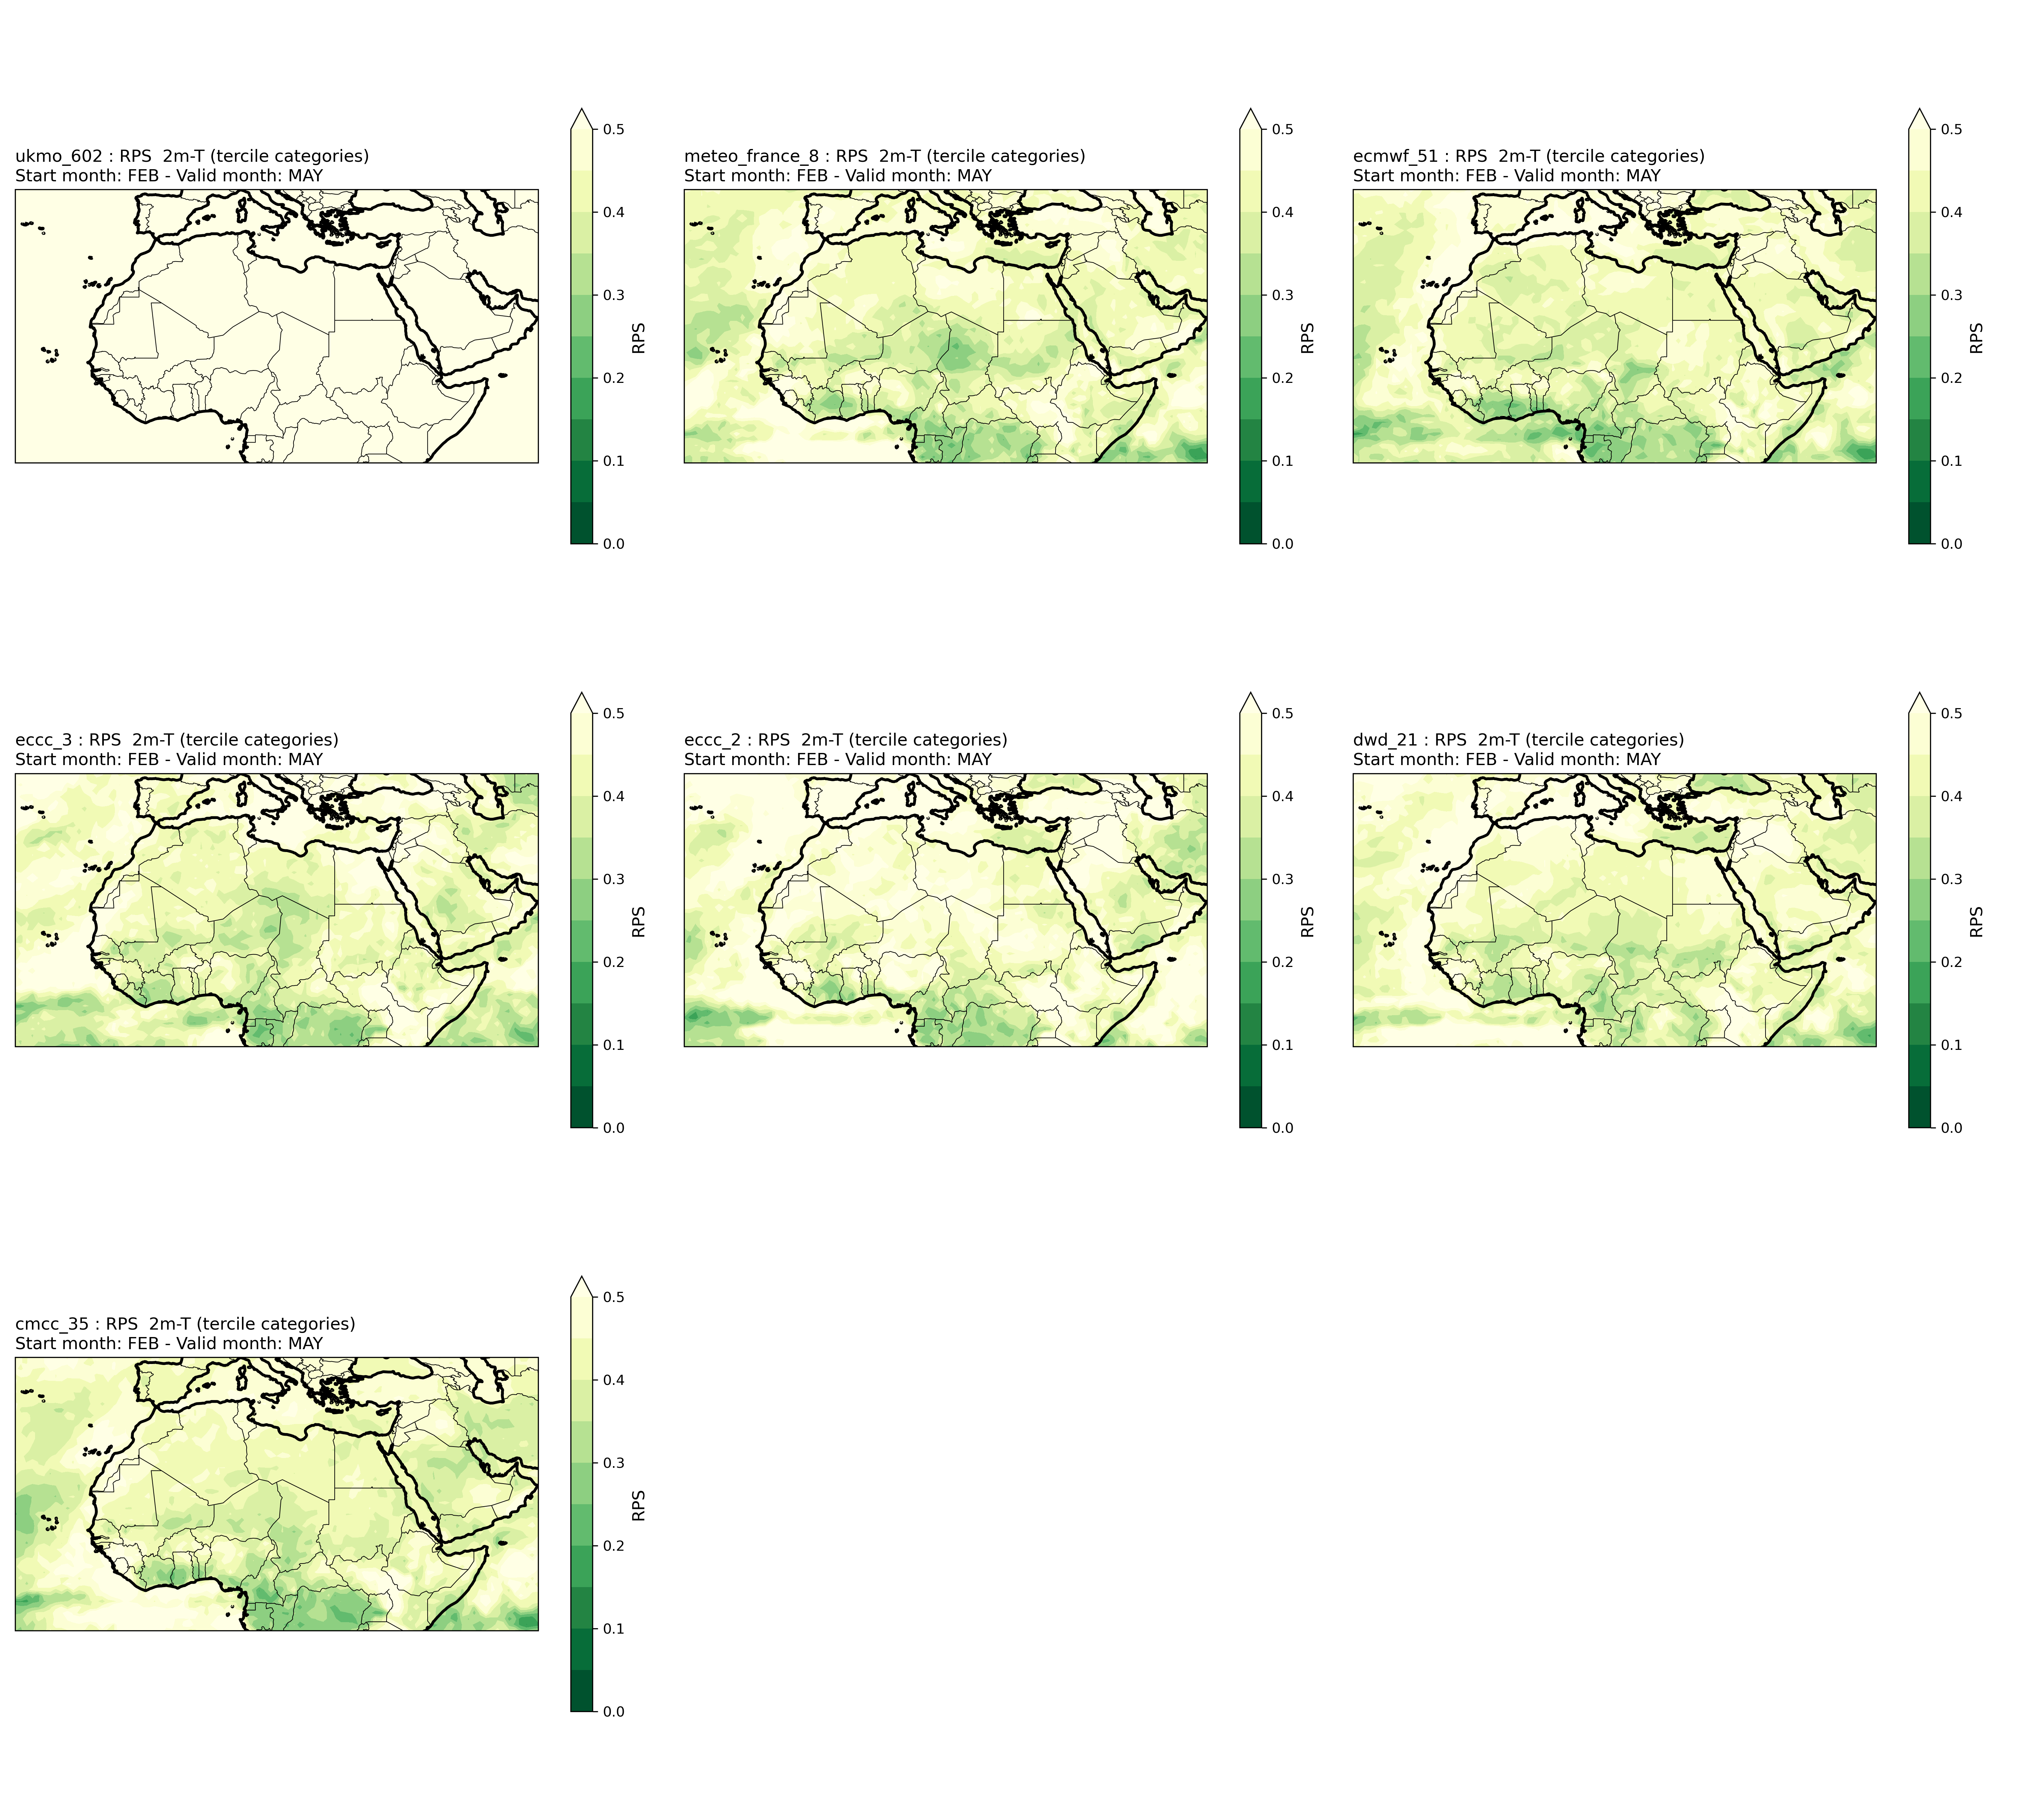 ukmo_602 : RPS  2m-T (tercile categories)
Start month: FEB - Valid month: MAY
0.5
0.4
0.3
0.2
0.1
0.0
RPS
meteo_france_8 : RPS  2m-T (tercile categories)
Start month: FEB - Valid month: MAY
0.5
0.4
0.3
0.2
0.1
0.0
RPS
ecmwf_51 : RPS  2m-T (tercile categories)
Start month: FEB - Valid month: MAY
0.5
0.4
0.3
0.2
0.1
0.0
RPS
eccc_3 : RPS  2m-T (tercile categories)
Start month: FEB - Valid month: MAY
0.5
0.4
0.3
0.2
0.1
0.0
RPS
eccc_2 : RPS  2m-T (tercile categories)
Start month: FEB - Valid month: MAY
0.5
0.4
0.3
0.2
0.1
0.0
RPS
dwd_21 : RPS  2m-T (tercile categories)
Start month: FEB - Valid month: MAY
0.5
0.4
0.3
0.2
0.1
0.0
RPS
cmcc_35 : RPS  2m-T (tercile categories)
Start month: FEB - Valid month: MAY
0.5
0.4
0.3
0.2
0.1
0.0
RPS